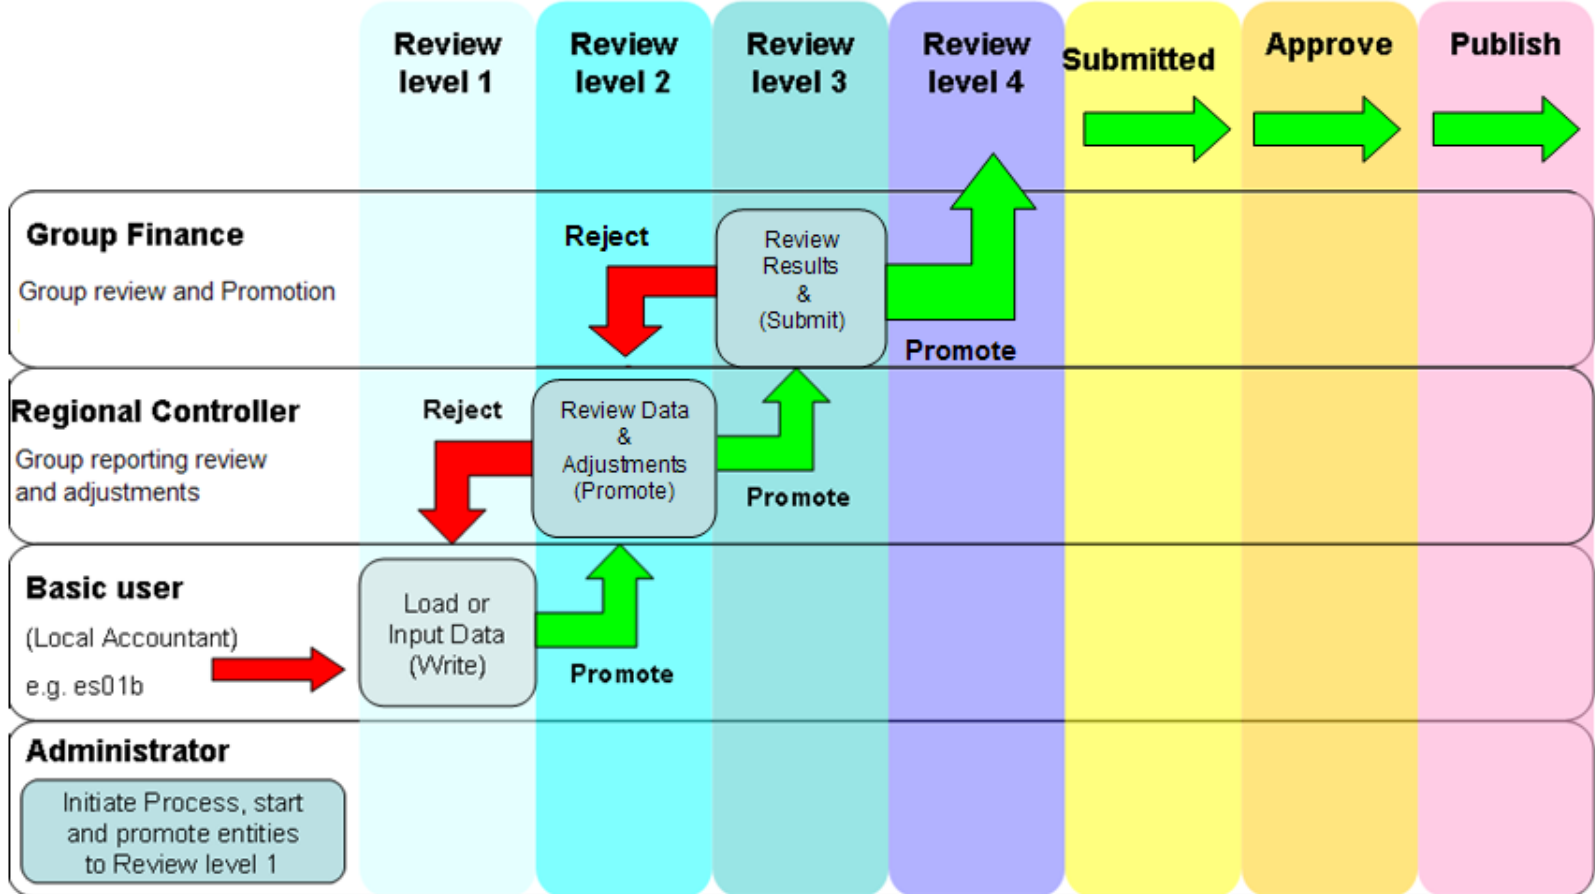 Review
level 1
Review
level 2
Review
level 3
Review
level 4
Submitted
Approve
Publish
Group Finance
Group review and Promotion
Reject
Review
Results
&
(Submit)
Promote
Regional Controller
Group reporting review
and adjustments
Reject
Review Data
&
Adjustments
(Promote)
Promote
Basic user
(Local Accountant)
e.g. es01b
Load or
Input Data
(Write)
Promote
Administrator
Initiate Process, start
and promote entities
to Review level 1